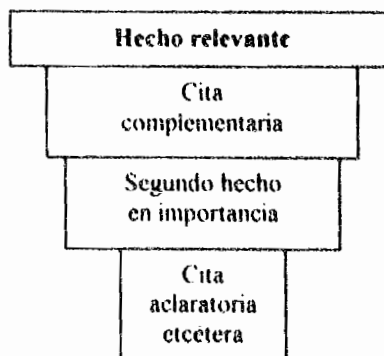 Hecho relevante
Cita
complementaria
Segundo hecho
en importancia
Cita
aclaratoria
etcétera